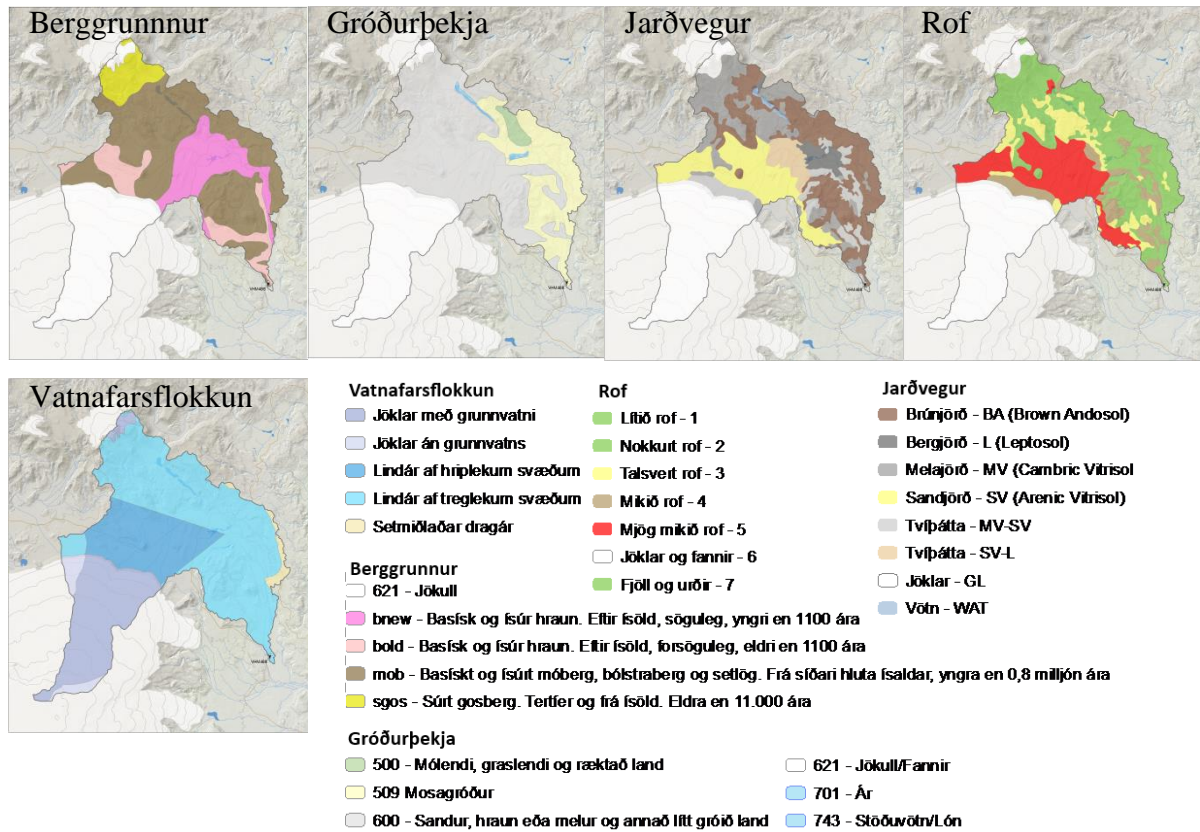 Berggrunnnur
Gróðurþekja
Jarðvegur
Rof
Vatnafarsflokkun
Vatnafarsflokkun
Jöklar með grunnvatni
Jöklar án grunnvatns
Lindár af hriplekum svæðum
Lindár af treglekum svæðum
Setmiðlaðar dragár
Rof
Lítið rof - 1
Nokkurt rof - 2
Talsvert rof - 3
Mikið rof - 4
Mjög mikið rof - 5
Jöklar og fannir - 6
Fjöll og urðir - 7
Jarðvegur
Brúnjörð - BA (Brown Andosol)
Bergjörð - L (Leptosol)
Melajörð - MV (Cambric Vitrisol
Sandjörð - SV (Arenic Vitrisol)
Tvíþátta - MV-SV
Tvíþátta - SV-L
Jöklar - GL
Vötn - WAT
Berggrunnur
621 - Jökull
bnew - Basísk og ísúr hraun. Eftir ísöld, söguleg, yngri en 1100 ára
bold - Basísk og ísúr hraun. Eftir ísöld, forsöguleg, eldri en 1100 ára
mob - Basískt og ísúrt móberg, bólstraberg og setlög. Frá síðari hluta ísaldar, yngra en 0,8 milljón ára
sgos - Súrt gosberg. Tertíer og frá ísöld. Eldra en 11.000 ára
Gróðurþekja
500 - Mólendi, graslendi og ræktað land
509 Mosagróður
600 - Sandur, hraun eða melur og annað lítt gróið land
621 - Jökull/Fannir
701 - Ár
743 - Stöðuvötn/Lón